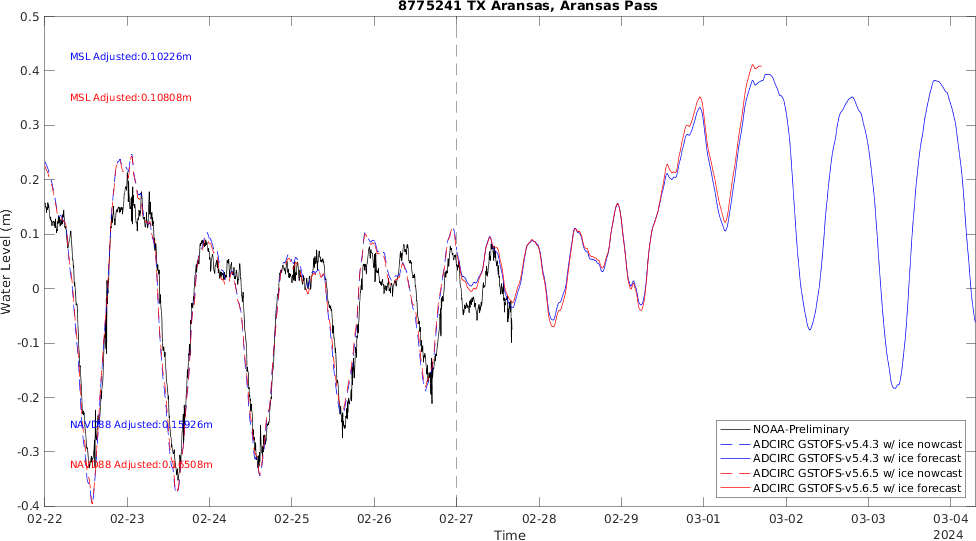 8775241 TX Aransas, Aransas Pass
0.5
0.4
0.3
0.2
0.1
0
-0.1
-0.2
-0.3
-0.4
Water Level (m)
MSL Adjusted:0.10226m
MSL Adjusted:0.10808m
NAVD88 Adjusted:0.15926m
NAVD88 Adjusted:0.16508m
NOAA-Preliminary
ADCIRC GSTOFS-v5.4.3 w/ ice nowcast
ADCIRC GSTOFS-v5.4.3 w/ ice forecast
ADCIRC GSTOFS-v5.6.5 w/ ice nowcast
ADCIRC GSTOFS-v5.6.5 w/ ice forecast
02-22 02-23 02-24 02-25 02-26 02-27 02-28 02-29 03-01 03-02 03-03 03-04
Time
2024